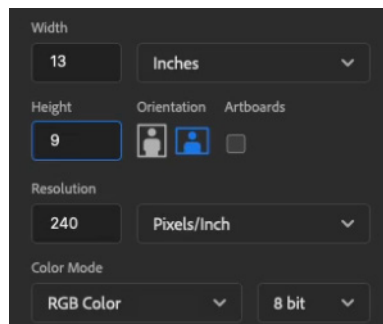 Width
13 Inches
Height Orientation Artboards
9
Resolution
240 Pixels/Inch
Color Mode
RGB Color 8 bit